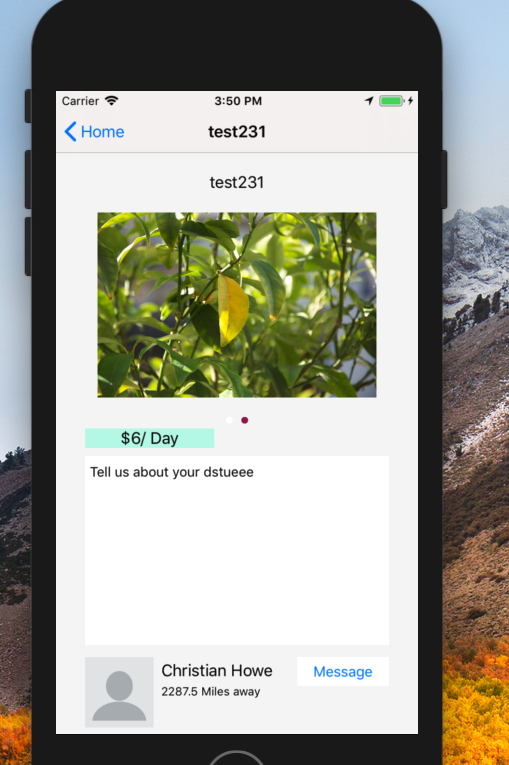 Carrier 3:50 PM
Home test231
test231
$6/ Day
Tell us about your dstueee
Christian Howe Message
2287.5 Miles away